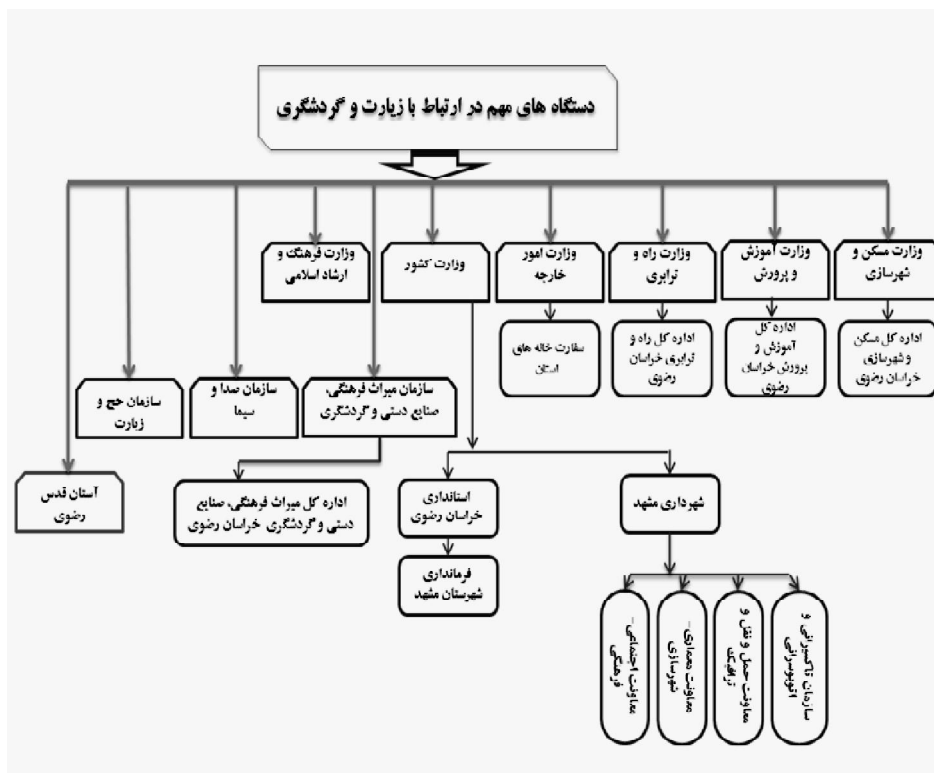 دستگاه های مهم در ارتباط با زیارت و گردشگری
وزارت مسکن و
شهرسازی
وزارت آموزش
و پرورش
وزارت راه و
ترابری
وزارت امور
خارجه
وزارت کشور
وزارت فرهنگ و
ارشاد اسلامی
اداره کل مسکن
و شهرسازی
خراسان رضوی
اداره کل
آموزش و
پرورش خراسان
رضوی
اداره کل راه و
ترابری خراسان
رضوی
سفارت خانه های
استان
سازمان میراث فرهنگی،
صنایع دستی و گردشگری
سازمان صدا و
سیما
سازمان حج و
زیارت
آستان قدس
رضوی
اداره کل میراث فرهنگی، صنایع
دستی و گردشگری خراسان رضوی
استانداری
خراسان رضوی
شهرداری مشهد
فرمانداری
شهرستان مشهد
سازمان تاکسیرانی و
اتوبوسرانی
معاونت حمل و نقل و
ترافیک
معاونت معماری-
شهرسازی
معاونت اجتماعی-
فرهنگی